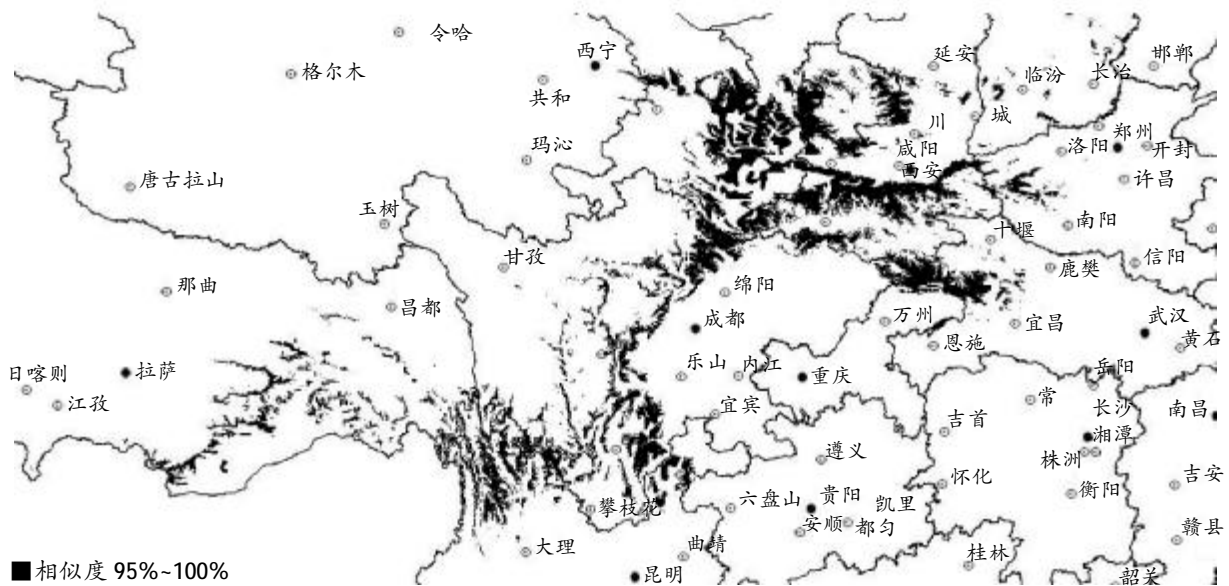 令哈
西宁
延安
邯郸
格尔木
临汾
长治
共和
川
城
郑州
玛沁
咸阳
洛阳
开封
西安
唐古拉山
许昌
玉树
南阳
十堰
甘孜
鹿樊
信阳
那曲
绵阳
昌都
万州
武汉
成都
宜昌
黄石
恩施
日喀则
拉萨
乐山
内江
重庆
岳阳
江孜
常
长沙
宜宾
吉首
南昌
湘潭
遵义
株洲
怀化
吉安
衡阳
攀枝花
六盘山
贵阳
凯里
安顺
都匀
大理
曲靖
赣县
桂林
昆明
韶关
相似度 95%~100%